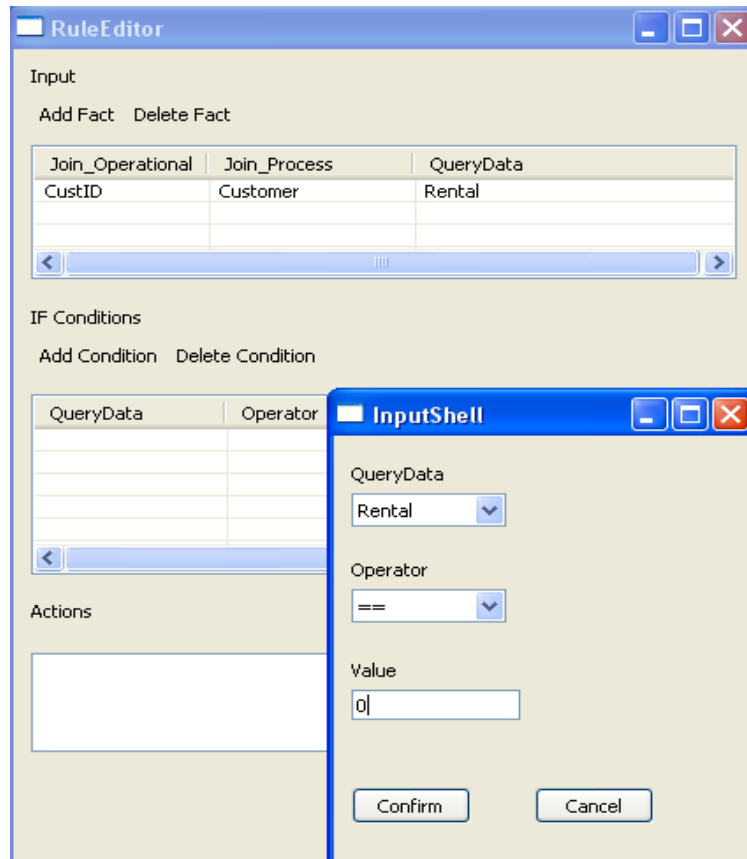 RuleEditor
Input
Add Fact Delete Fact
Join_Operational Join_Process QueryData
CustID Customer Rental
IF Conditions
Add Condition Delete Condition
QueryData Operator
Actions
InputShell
QueryData
Rental
Operator
==
Value
0
Confirm Cancel